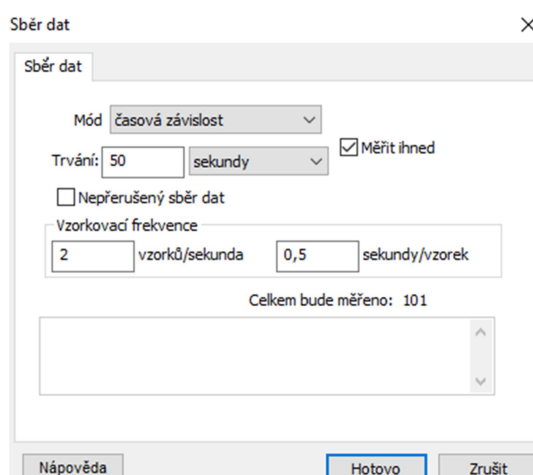 Sběr dat
Sběr dat
Mód časová závislost
Měřit ihned
Trvání: 50 sekundy
Nepřerušený sběr dat
Vzorkovací frekvence
2 vzorků/sekunda 0,5 sekundy/vzorek
Celkem bude měřeno: 101
Nápověda Hotovo Zrušit